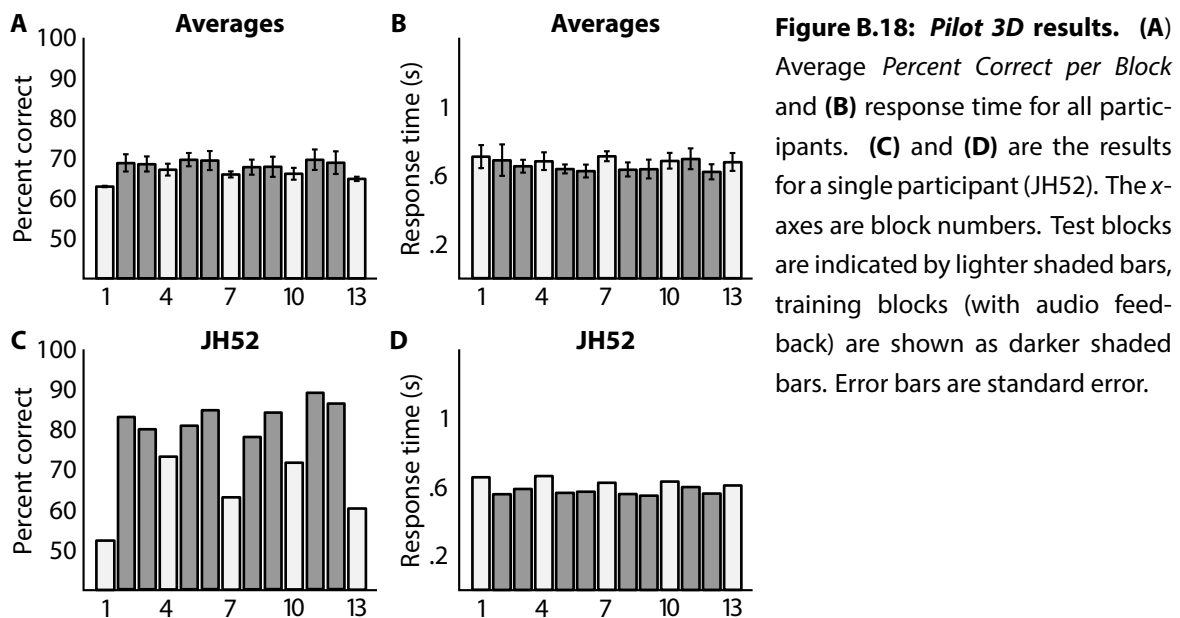 A Averages
Percent correct
100
90
80
70
60
50
1 4 7 10 13
B Averages
Response time (s)
1
.6
.2
1 4 7 10 13
C JH52
Percent correct
100
90
80
70
60
50
1 4 7 10 13
D JH52
Response time (s)
1
.6
.2
1 4 7 10 13
Figure B.18: Pilot 3D results. (A)
Average Percent Correct per Block
and (B) response time for all partic-
ipants. (C) and (D) are the results
for a single participant (JH52). The x-
axes are block numbers. Test blocks
are indicated by lighter shaded bars,
training blocks (with audio feed-
back) are shown as darker shaded
bars. Error bars are standard error.